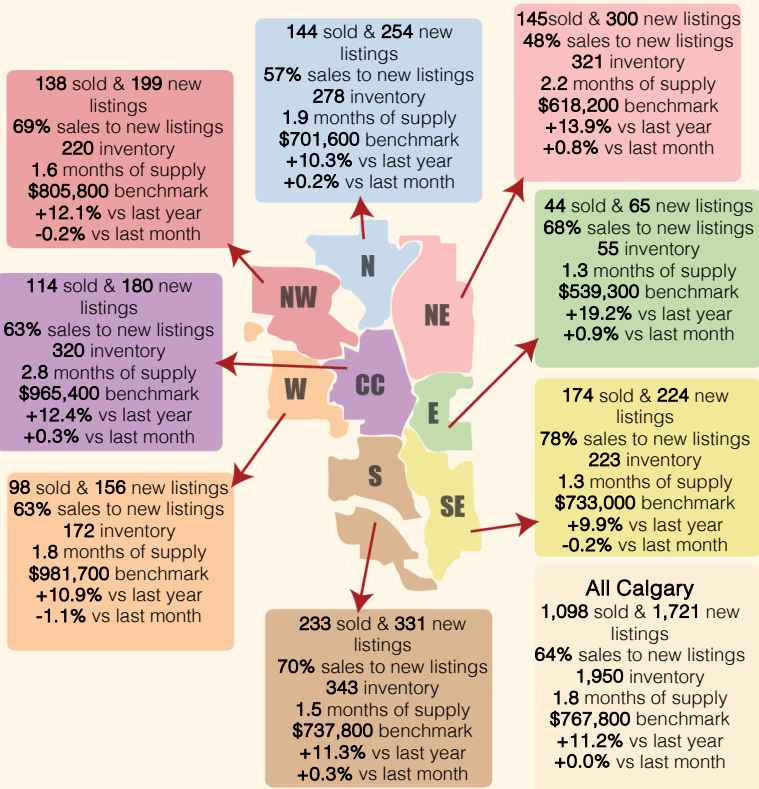 144 sold & 254 new
listings
57% sales to new listings
278 inventory
1.9 months of supply
$701,600 benchmark
+10.3% vs last year
+0.2% vs last month
145sold & 300 new listings
48% sales to new listings
321 inventory
2.2 months of supply
$618,200 benchmark
+13.9% vs last year
+0.8% vs last month
138 sold & 199 new
listings
69% sales to new listings
220 inventory
1.6 months of supply
$805,800 benchmark
+12.1% vs last year
-0.2% vs last month
44 sold & 65 new listings
68% sales to new listings
55 inventory
1.3 months of supply
$539,300 benchmark
+19.2% vs last year
+0.9% vs last month
114 sold & 180 new
listings
63% sales to new listings
320 inventory
2.8 months of supply
$965,400 benchmark
+12.4% vs last year
+0.3% vs last month
N
NW
NE
W
CC
E
S
SE
174 sold & 224 new
listings
78% sales to new listings
223 inventory
1.3 months of supply
$733,000 benchmark
+9.9% vs last year
-0.2% vs last month
98 sold & 156 new listings
63% sales to new listings
172 inventory
1.8 months of supply
$981,700 benchmark
+10.9% vs last year
-1.1% vs last month
233 sold & 331 new
listings
70% sales to new listings
343 inventory
1.5 months of supply
$737,800 benchmark
+11.3% vs last year
+0.3% vs last month
All Calgary
1,098 sold & 1,721 new
listings
64% sales to new listings
1,950 inventory
1.8 months of supply
$767,800 benchmark
+11.2% vs last year
+0.0% vs last month